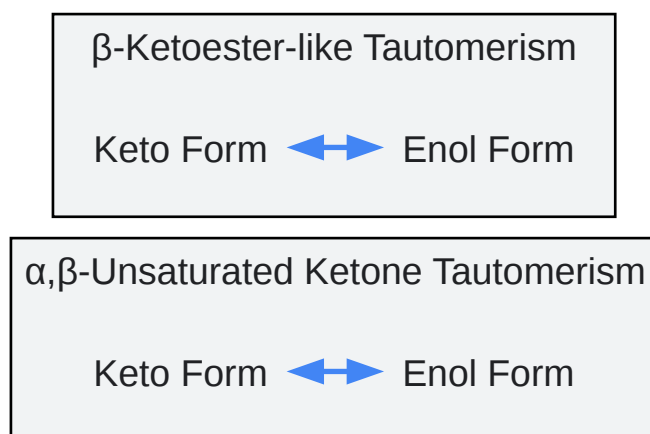 β-Ketoester-like Tautomerism
Keto Form Enol Form
α,β-Unsaturated Ketone Tautomerism
Keto Form Enol Form